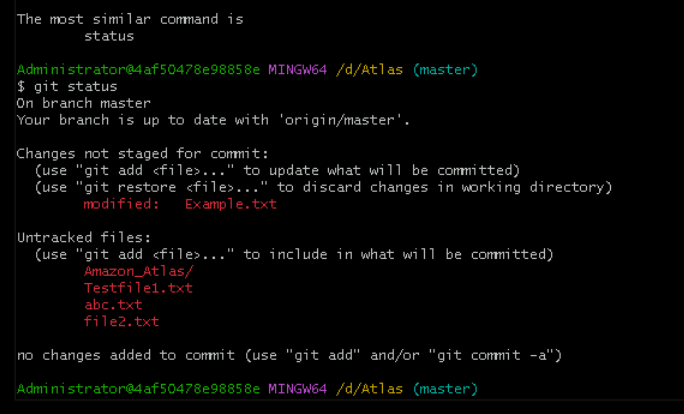 The most similar command is
        status

Administrator@4af50478e98858e MINGW64 /d/Atlas (master)
$ git status
On branch master
Your branch is up to date with 'origin/master'.

Changes not staged for commit:
  (use "git add <file>..." to update what will be committed)
  (use "git restore <file>..." to discard changes in working directory)
        modified:   Example.txt

Untracked files:
  (use "git add <file>..." to include in what will be committed)
        Amazon_Atlas/
        Testfile1.txt
        abc.txt
        file2.txt

no changes added to commit (use "git add" and/or "git commit -a")

Administrator@4af50478e98858e MINGW64 /d/Atlas (master)